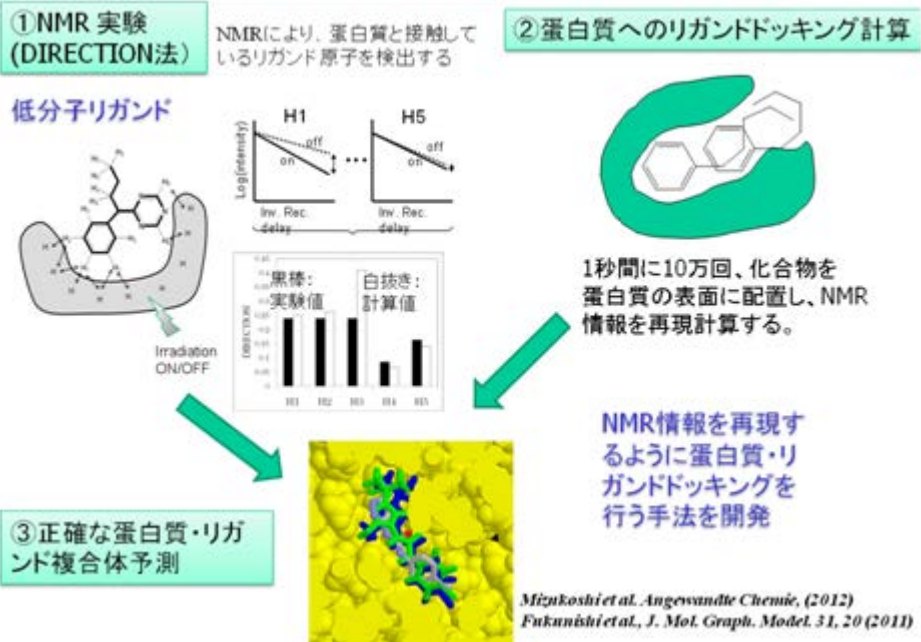 ①NMR 実験
(DIRECTION法)
NMRにより、蛋白質と接触して
いるリガンド原子を検出する
低分子リガンド
H1
off
on
Log(intensity)
Inv. Rec.
delay
...
H5
off
on
Inv. Rec.
delay
Irradiation
ON/OFF
黒棒:
実験値
白抜き:
計算値
DIRECTION
H1 H2 H3 H4 H5
②蛋白質へのリガンドドッキング計算
1秒間に10万回、化合物を
蛋白質の表面に配置し、NMR
情報を再現計算する。
NMR情報を再現す
るように蛋白質・リ
ガンドドッキングを
行う手法を開発
③正確な蛋白質・リガ
ンド複合体予測
Mizukoshi et al. Angewandte Chemie, (2012)
Fukunishi et al., J. Mol. Graph. Model. 31, 20 (2011)